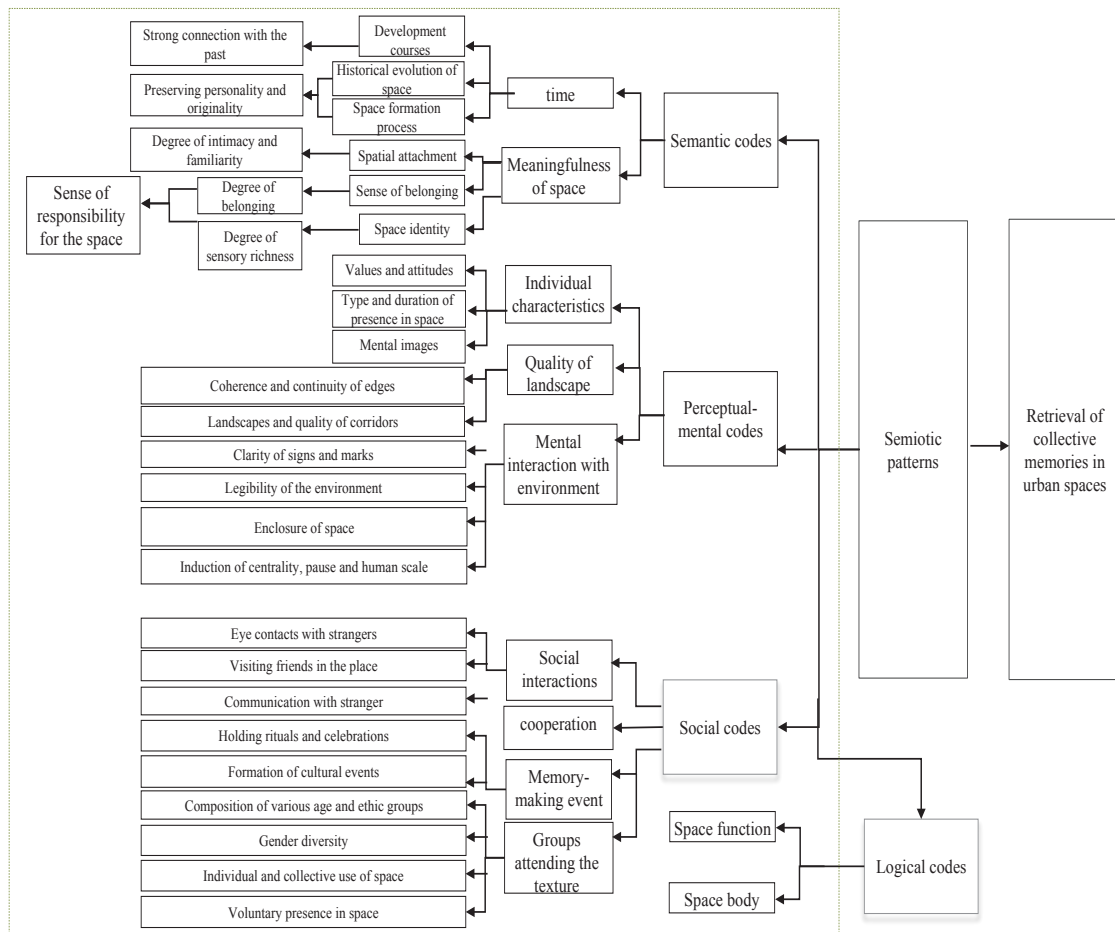 Strong connection with the
past
Development
courses
Historical evolution of
space
Preserving personality and
originality
Space formation
process
time
Semantic codes
Degree of intimacy and
familiarity
Spatial attachment
Meaningfulness
of space
Sense of
responsibility
for the space
Degree of
belonging
Sense of belonging
Degree of
sensory richness
Space identity
Values and attitudes
Type and duration of
presence in space
Mental images
Individual
characteristics
Coherence and continuity of edges
Landscapes and quality of corridors
Quality of
landscape
Perceptual-
mental codes
Clarity of signs and marks
Legibility of the environment
Enclosure of space
Induction of centrality, pause and human scale
Mental
interaction with
environment
Semiotic
patterns
Retrieval of
collective
memories in
urban spaces
Eye contacts with strangers
Visiting friends in the place
Communication with stranger
Social
interactions
cooperation
Social codes
Holding rituals and celebrations
Formation of cultural events
Memory-
making event
Composition of various age and ethic groups
Gender diversity
Individual and collective use of space
Voluntary presence in space
Groups
attending the
texture
Space function
Space body
Logical codes